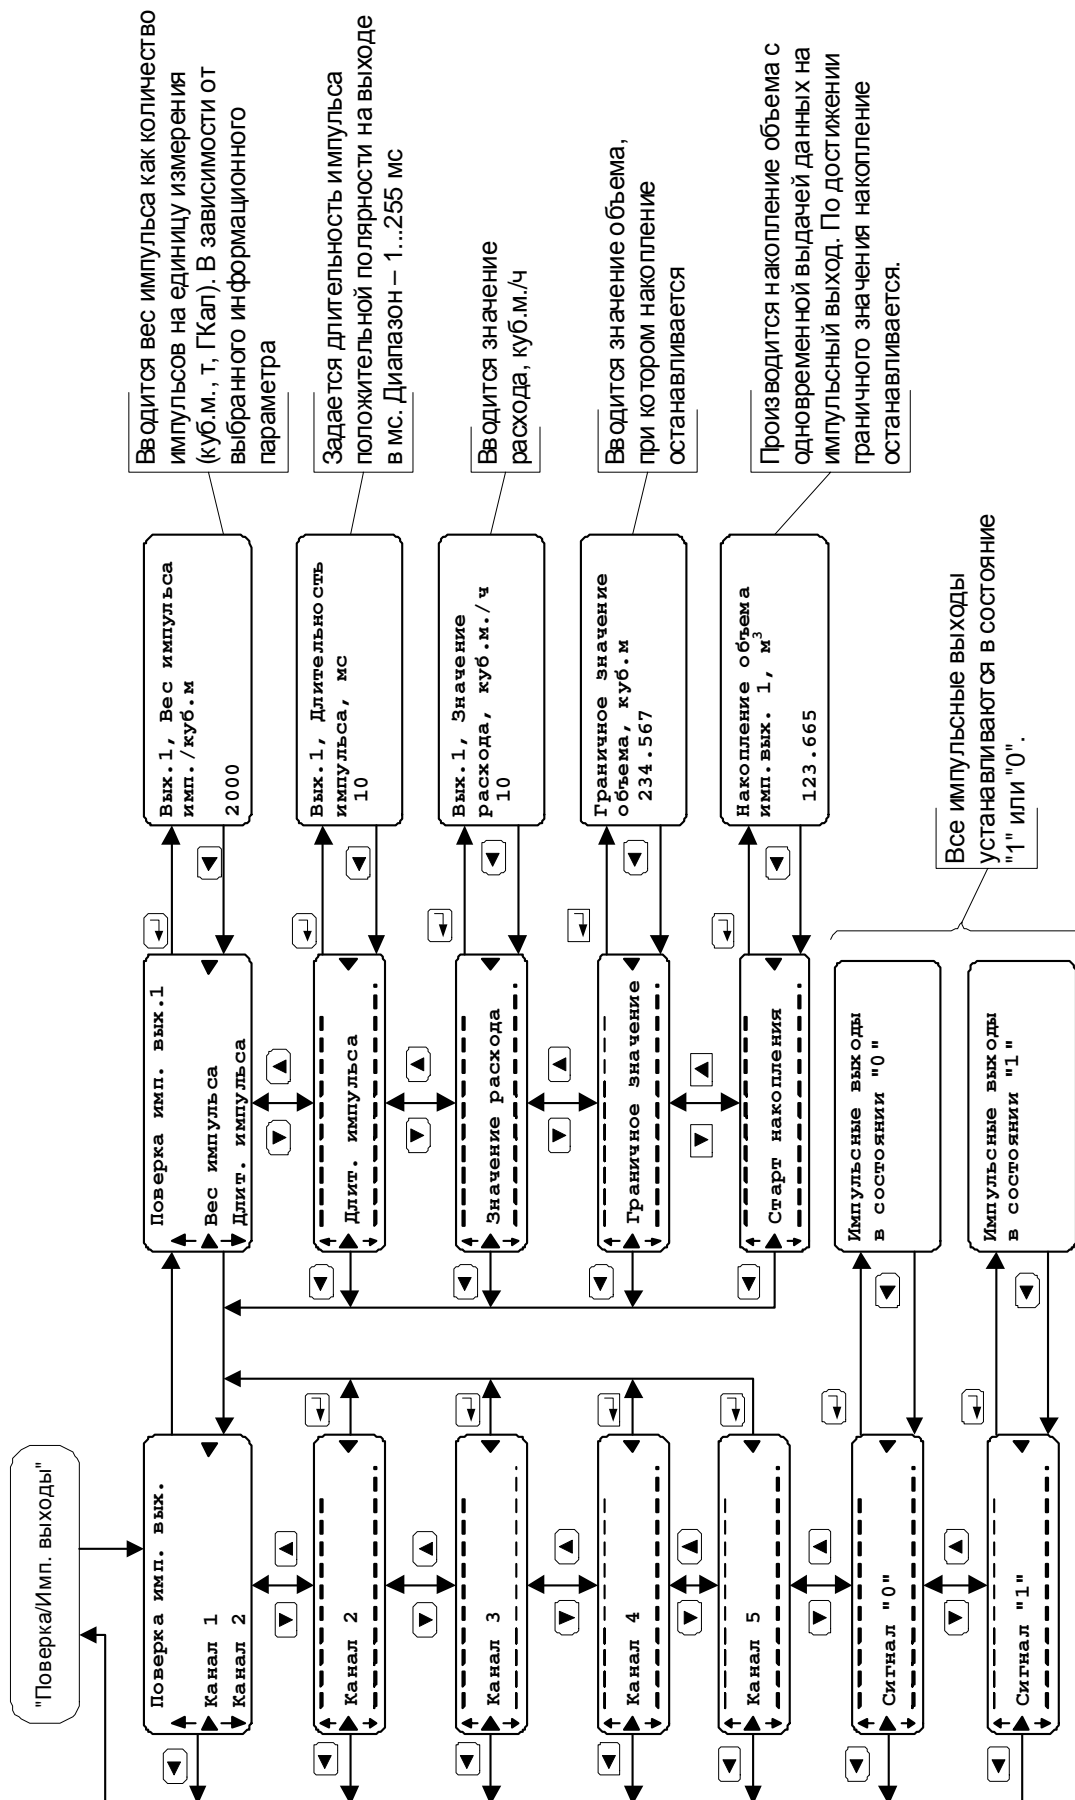 "Поверка/Имп. выходы"
Поверка имп. вых.
Канал 1
Канал 2
Канал 2
Канал 3
Канал 4
Канал 5
Сигнал "0"
Сигнал "1"
Поверка имп. вых.1
Вес импульса
Длит. импульса
Длит. импульса
Значение расхода
Граничное значение
Старт накопления
Импульсные выходы
в состоянии "0"
Импульсные выходы
в состоянии "1"
Вых.1, Вес импульса
имп./куб.м
2000
Вых.1, Длительность
импульса, мс
10
Вых.1, Значение
расхода, куб.м./ч
10
Граничное значение
объема, куб.м
234.567
Накопление объема
имп.вых. 1, м³
123.665
Вводится вес импульса как количество
импульсов на единицу измерения
(куб.м., т, ГКал). В зависимости от
выбранного информационного
параметра
Задается длительность импульса
положительной полярности на выходе
в мс. Диапазон – 1...255 мс
Вводится значение
расхода, куб.м./ч
Вводится значение объема,
при котором накопление
останавливается
Производится накопление объема с
одновременной выдачей данных на
импульсный выход. По достижении
граничного значения накопление
останавливается.
Все импульсные выходы
устанавливаются в состояние
"1" или "0".